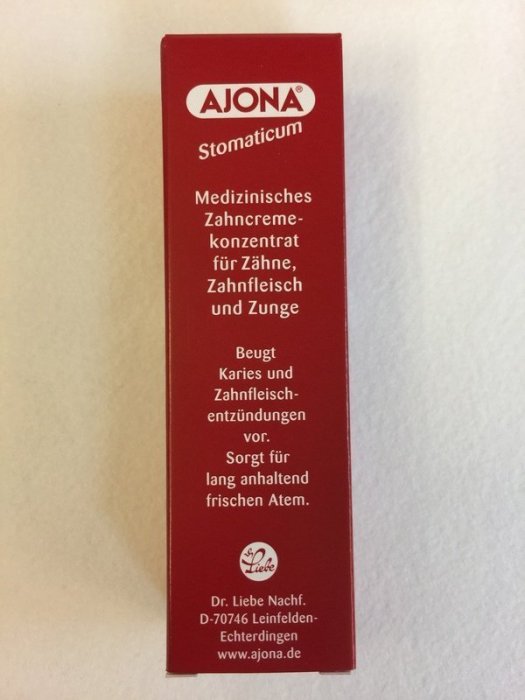 AJONA®
Stomaticum
Medizinisches
Zahncreme-
konzentrat
für Zähne,
Zahnfleisch
und Zunge
Beugt
Karies und
Zahnfleisch-
entzündungen
vor.
Sorgt für
lang anhaltend
frischen Atem.
Dr Liebe
Dr. Liebe Nachf.
D-70746 Leinfelden-
Echterdingen
www.ajona.de